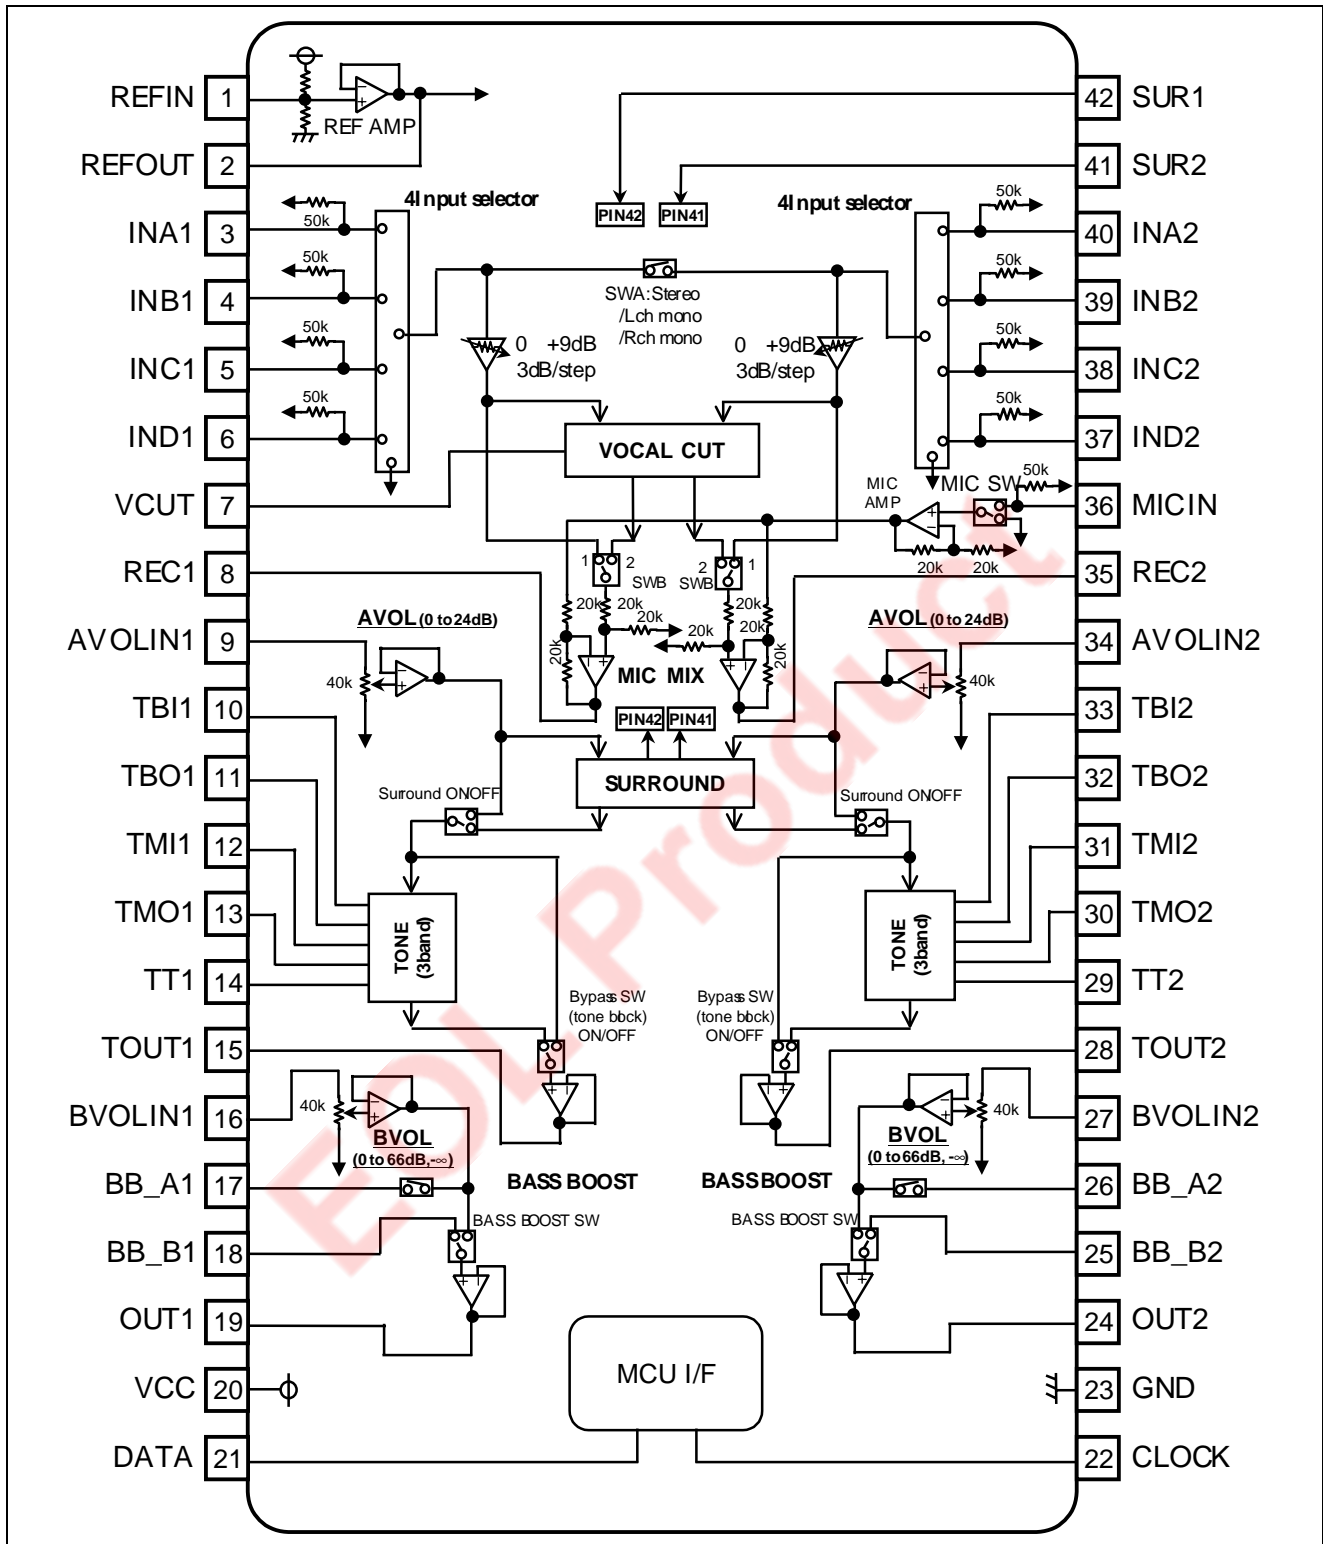 REFIN 1
REF AMP
REFOUT 2
42 SUR1
41 SUR2
PIN42 PIN41
4Input selector
4Input selector
50k
INA1 3
50k
INB1 4
50k
INC1 5
50k
IND1 6
VCUT 7
REC1 8
50k
40 INA2
50k
39 INB2
50k
38 INC2
50k
37 IND2
50k
36 MICIN
35 REC2
SWA:Stereo
/Lch mono
/Rch mono
0 +9dB
3dB/step
0 +9dB
3dB/step
VOCAL CUT
MIC
AMP
MIC SW
20k 20k
1 2
SWB
2 1
SWB
20k 20k
20k
20k
20k
20k 20k
20k
MIC MIX
AVOL (0 to 24dB)
AVOLIN1 9
40k
AVOL (0 to 24dB)
34 AVOLIN2
40k
PIN42 PIN41
SURROUND
Surround ON/OFF
Surround ON/OFF
TBI1 10
TBO1 11
TMI1 12
TMO1 13
TT1 14
TOUT1 15
33 TBI2
32 TBO2
31 TMI2
30 TMO2
29 TT2
28 TOUT2
TONE
(3band)
TONE
(3band)
Bypass SW
(tone block)
ON/OFF
Bypass SW
(tone block)
ON/OFF
BVOLIN1 16
40k
BVOL
(0 to 66dB,-∞)
27 BVOLIN2
40k
BVOL
(0 to 66dB,-∞)
BB_A1 17
BASS BOOST
BASS BOOST
26 BB_A2
BASS BOOST SW
BASS BOOST SW
BB_B1 18
25 BB_B2
OUT1 19
24 OUT2
VCC 20
23 GND
MCU I/F
DATA 21
22 CLOCK
EOL Product